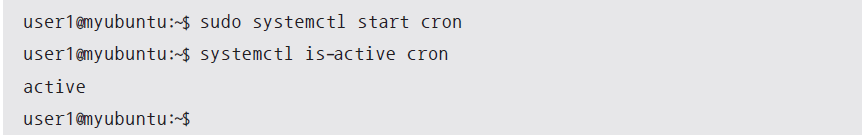 user1@myubuntu:~$ sudo systemctl start cron
user1@myubuntu:~$ systemctl is-active cron
active
user1@myubuntu:~$